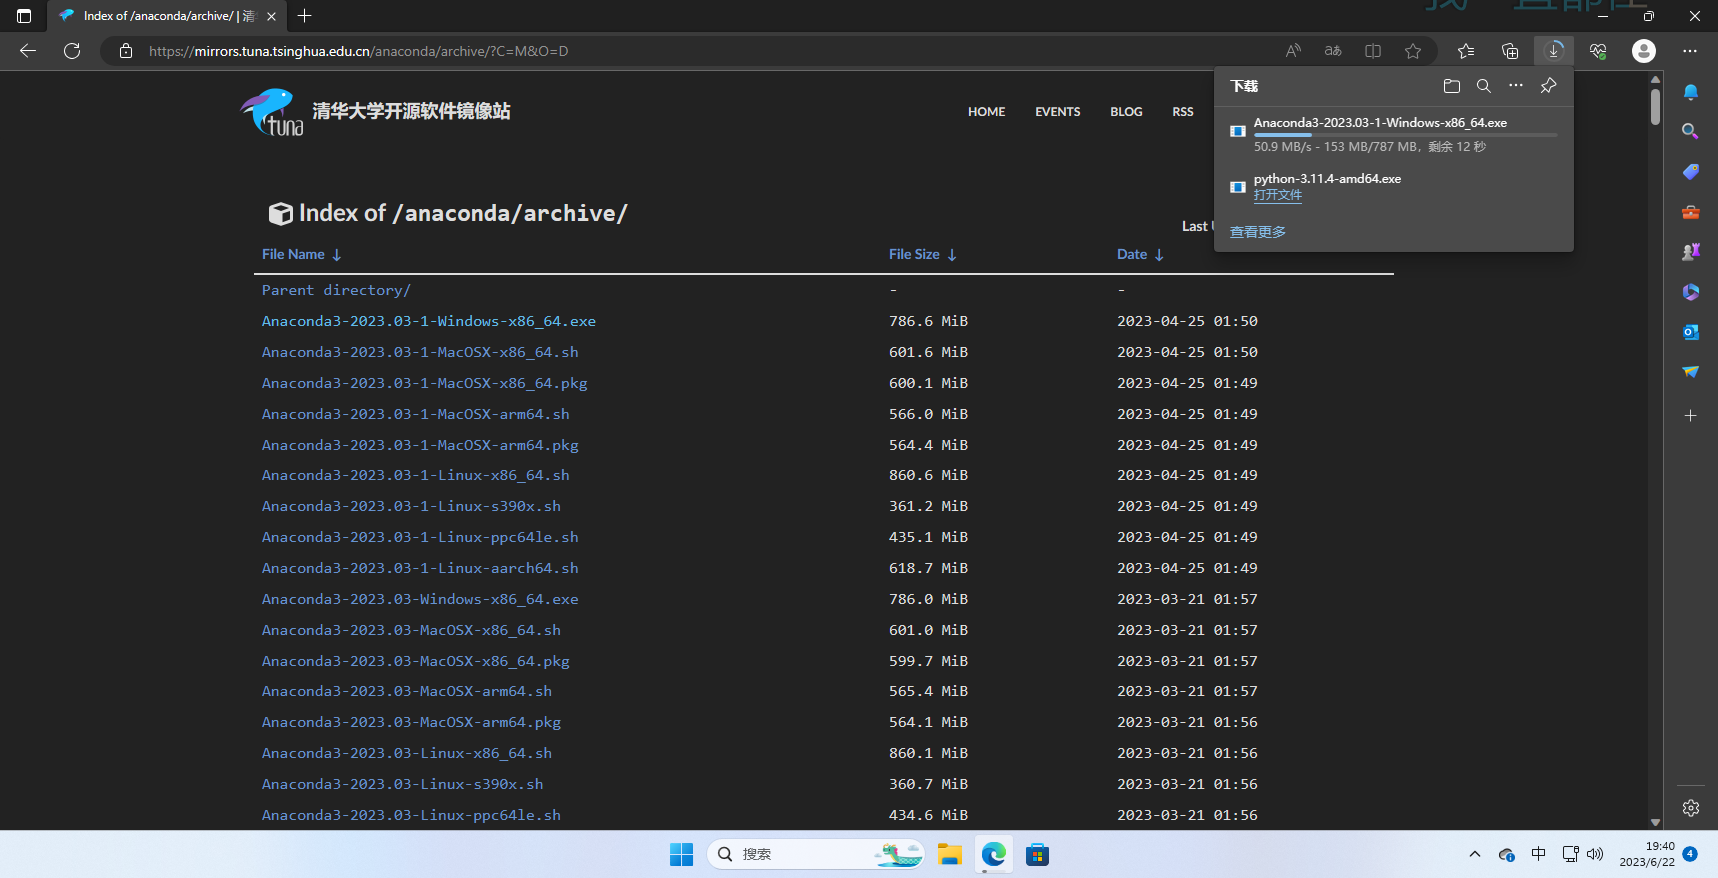 Index of /anaconda/archive/ | 清
https://mirrors.tuna.tsinghua.edu.cn/anaconda/archive/?C=M&O=D
tuna
清华大学开源软件镜像站
HOME EVENTS BLOG RSS
下载
Anaconda3-2023.03-1-Windows-x86_64.exe
50.9 MB/s - 153 MB/787 MB，剩余 12 秒
python-3.11.4-amd64.exe
打开文件
查看更多
Index of /anaconda/archive/
Last
File Name ↓ File Size ↓ Date ↓
Parent directory/ - -
Anaconda3-2023.03-1-Windows-x86_64.exe 786.6 MiB 2023-04-25 01:50
Anaconda3-2023.03-1-MacOSX-x86_64.sh 601.6 MiB 2023-04-25 01:50
Anaconda3-2023.03-1-MacOSX-x86_64.pkg 600.1 MiB 2023-04-25 01:49
Anaconda3-2023.03-1-MacOSX-arm64.sh 566.0 MiB 2023-04-25 01:49
Anaconda3-2023.03-1-MacOSX-arm64.pkg 564.4 MiB 2023-04-25 01:49
Anaconda3-2023.03-1-Linux-x86_64.sh 860.6 MiB 2023-04-25 01:49
Anaconda3-2023.03-1-Linux-s390x.sh 361.2 MiB 2023-04-25 01:49
Anaconda3-2023.03-1-Linux-ppc64le.sh 435.1 MiB 2023-04-25 01:49
Anaconda3-2023.03-1-Linux-aarch64.sh 618.7 MiB 2023-04-25 01:49
Anaconda3-2023.03-Windows-x86_64.exe 786.0 MiB 2023-03-21 01:57
Anaconda3-2023.03-MacOSX-x86_64.sh 601.0 MiB 2023-03-21 01:57
Anaconda3-2023.03-MacOSX-x86_64.pkg 599.7 MiB 2023-03-21 01:57
Anaconda3-2023.03-MacOSX-arm64.sh 565.4 MiB 2023-03-21 01:57
Anaconda3-2023.03-MacOSX-arm64.pkg 564.1 MiB 2023-03-21 01:56
Anaconda3-2023.03-Linux-x86_64.sh 860.1 MiB 2023-03-21 01:56
Anaconda3-2023.03-Linux-s390x.sh 360.7 MiB 2023-03-21 01:56
Anaconda3-2023.03-Linux-ppc64le.sh 434.6 MiB 2023-03-21 01:56
搜索
中
19:40
2023/6/22
4